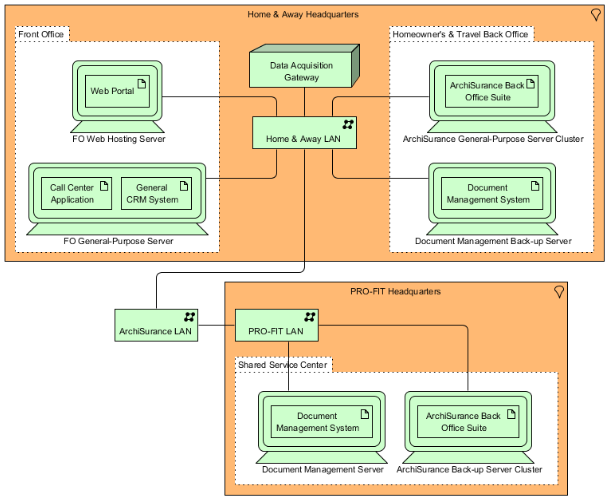 Home & Away Headquarters
Front Office
Homeowner's & Travel Back Office
Data Acquisition
Gateway
Web Portal
ArchiSurance Back
Office Suite
FO Web Hosting Server
Home & Away LAN
ArchiSurance General-Purpose Server Cluster
Call Center
Application
General
CRM System
Document
Management System
FO General-Purpose Server
Document Management Back-up Server
PRO-FIT Headquarters
ArchiSurance LAN
PRO-FIT LAN
Shared Service Center
Document
Management System
ArchiSurance Back
Office Suite
Document Management Server
ArchiSurance Back-up Server Cluster